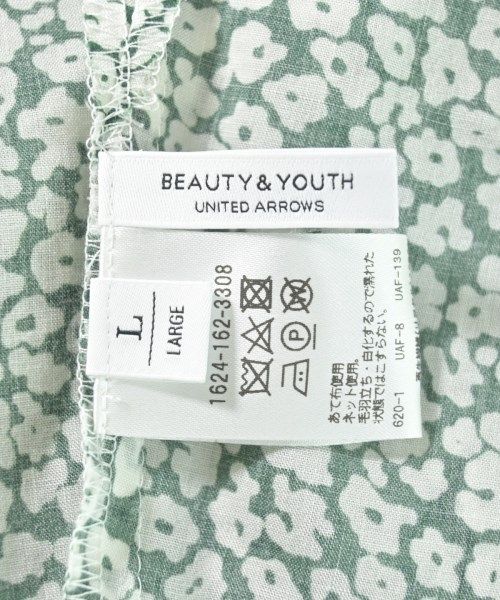 BEAUTY & YOUTH
UNITED ARROWS
L
LARGE
1624-162-3308
あて布使用
ネット使用。
毛羽立ち・白化するので濡れた
状態ではこすらない。
620-1 UAF-8 UAF-139